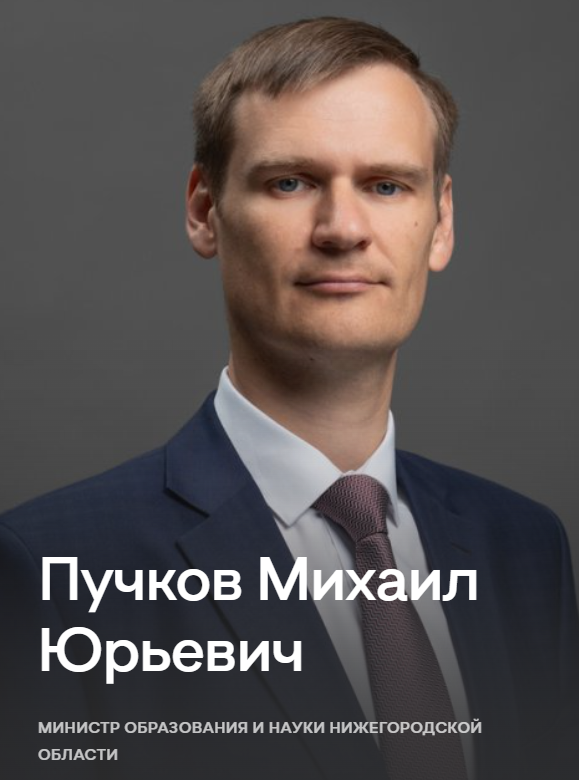 Пучков Михаил
Юрьевич
МИНИСТР ОБРАЗОВАНИЯ И НАУКИ НИЖЕГОРОДСКОЙ
ОБЛАСТИ